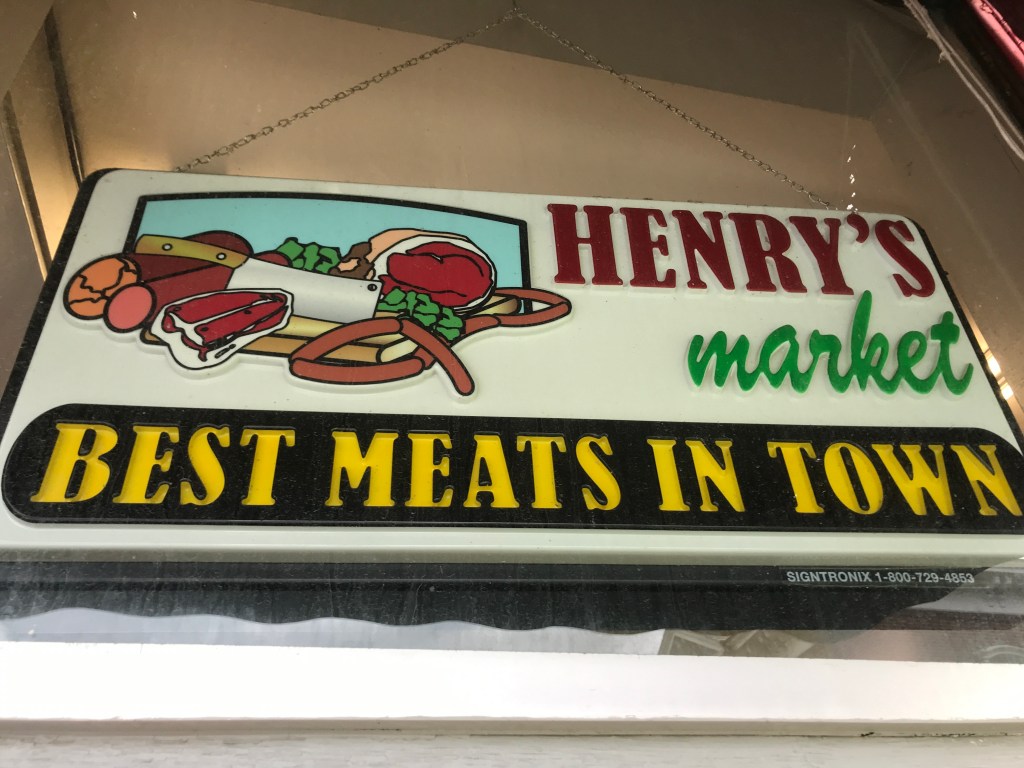 HENRY'S
market
BEST MEATS IN TOWN
SIGNTRONIX 1-800-729-4853